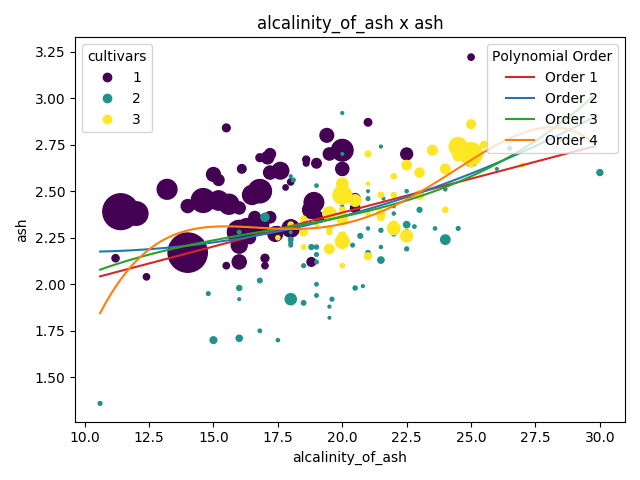 alcalinity_of_ash x ash
cultivars
1
2
3
Polynomial Order
Order 1
Order 2
Order 3
Order 4
3.25
3.00
2.75
2.50
2.25
2.00
1.75
1.50
ash
10.0 12.5 15.0 17.5 20.0 22.5 25.0 27.5 30.0
alcalinity_of_ash